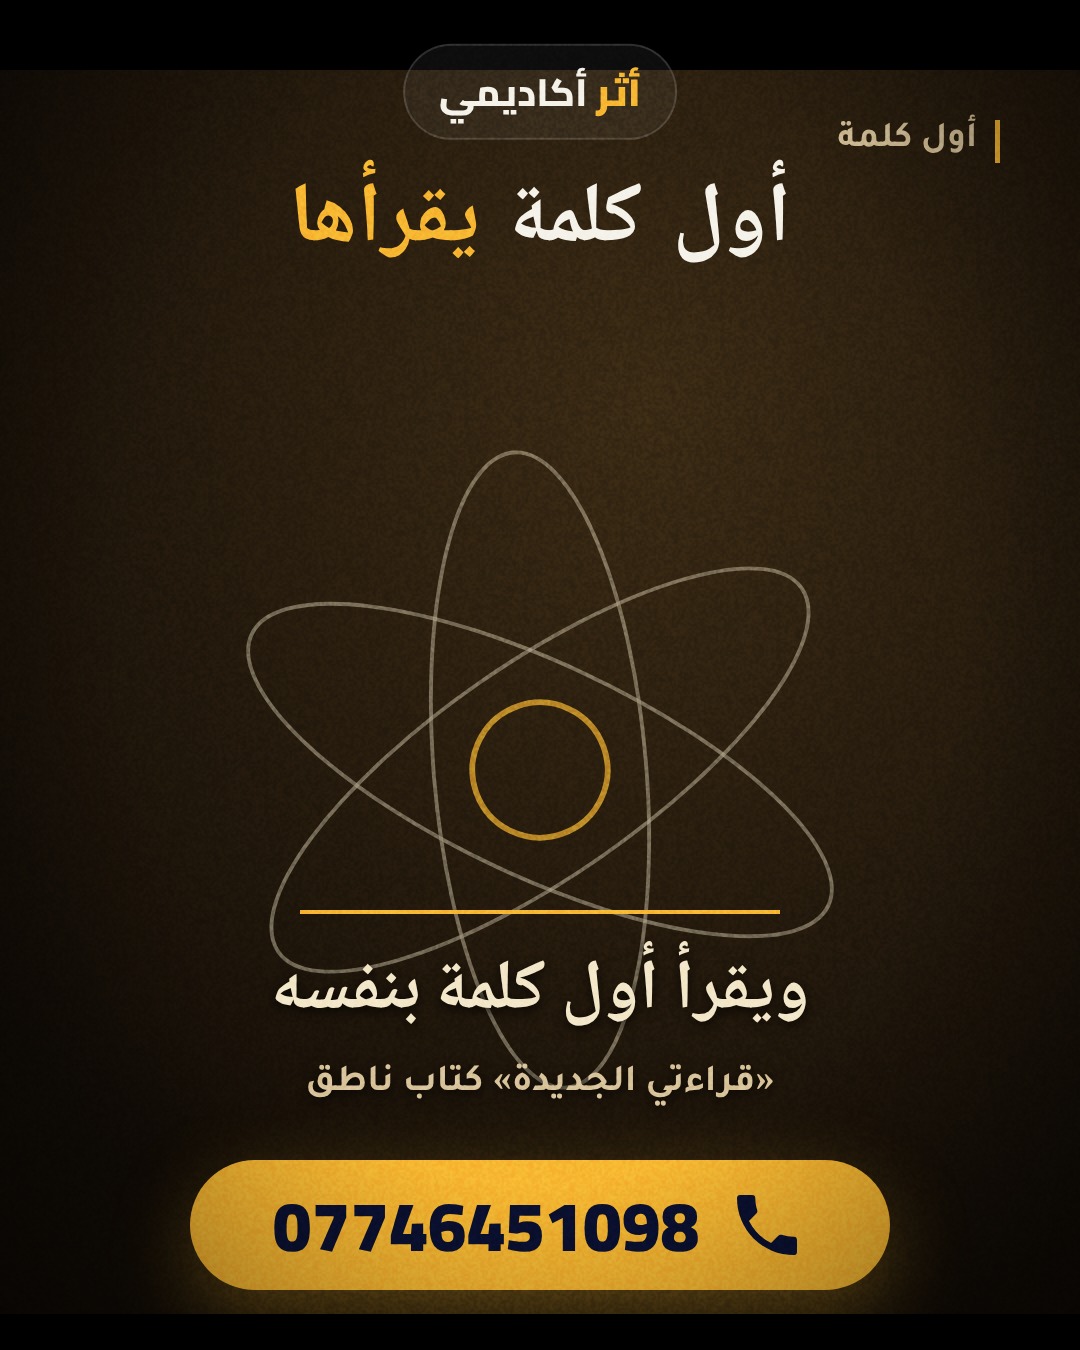 أثر أكاديمي
أول كلمة
أول كلمة يقرأها
ويقرأ أول كلمة بنفسه
«قراءتي الجديدة» كتاب ناطق
07746451098